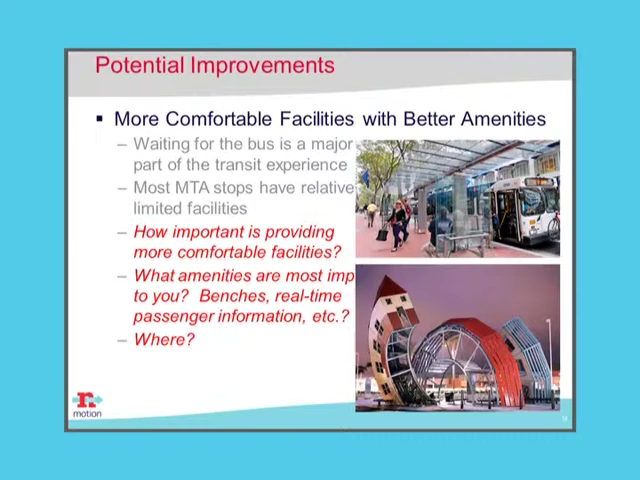 Potential Improvements
▪ More Comfortable Facilities with Better Amenities
– Waiting for the bus is a major
part of the transit experience
– Most MTA stops have relative
limited facilities
– How important is providing
more comfortable facilities?
– What amenities are most imp
to you? Benches, real-time
passenger information, etc.?
– Where?
n
motion
9